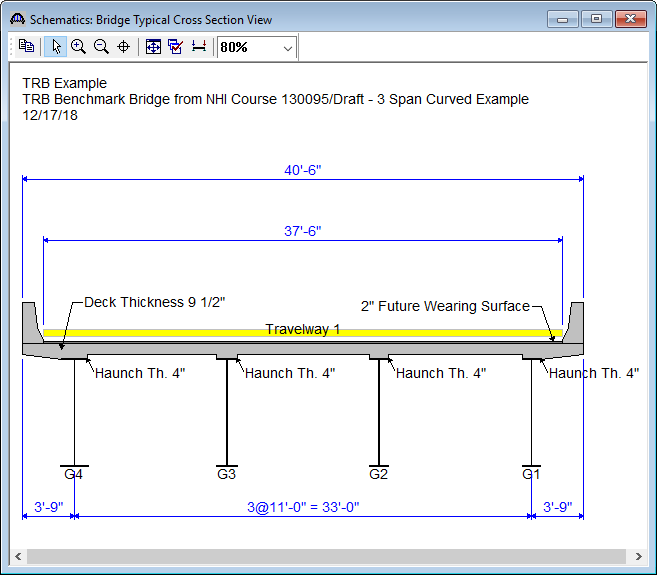 Schematics: Bridge Typical Cross Section View
80%
TRB Example
TRB Benchmark Bridge from NHI Course 130095/Draft - 3 Span Curved Example
12/17/18
40'-6"
37'-6"
Deck Thickness 9 1/2"
2" Future Wearing Surface
Travelway 1
Haunch Th. 4"
Haunch Th. 4"
Haunch Th. 4"
Haunch Th. 4"
G4
G3
G2
G1
3'-9"
3@11'-0" = 33'-0"
3'-9"